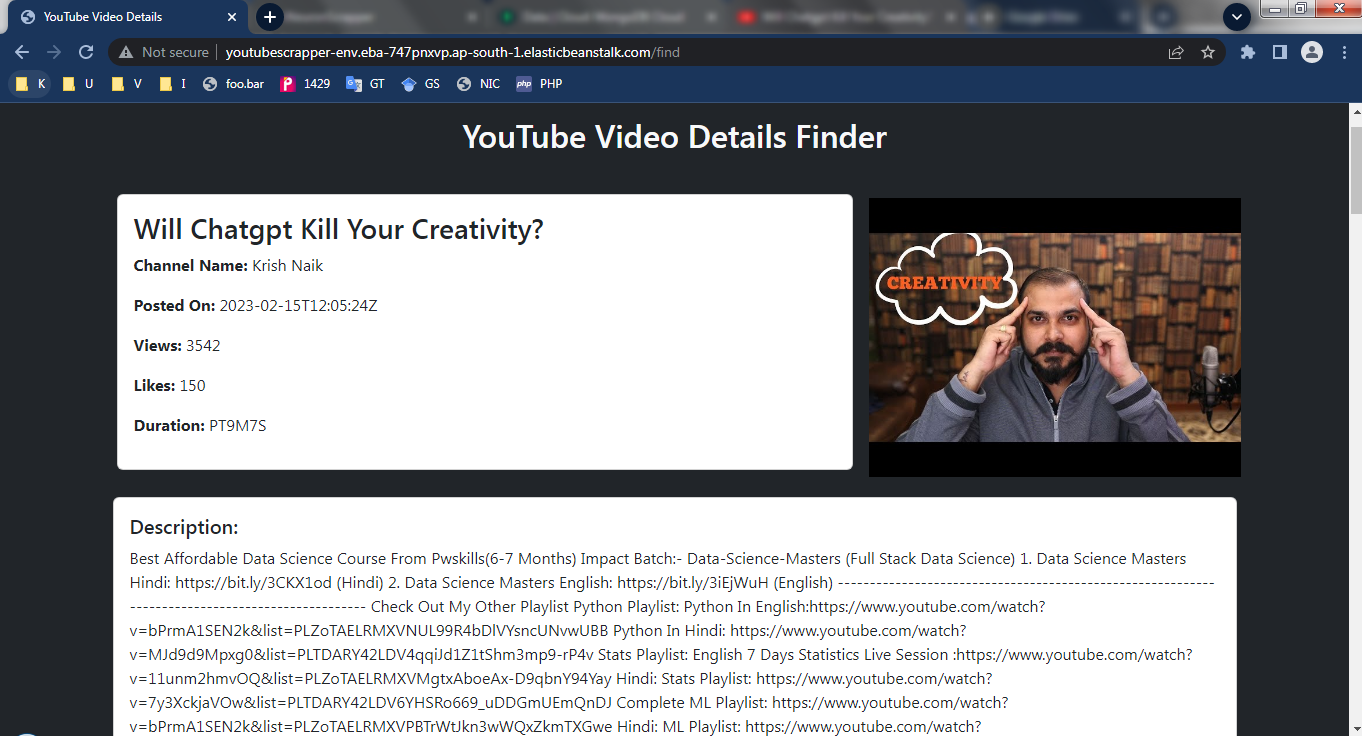 YouTube Video Details
Not secure
youtubescrapper-env.eba-747pnxvp.ap-south-1.elasticbeanstalk.com/find
K
U
V
I
foo.bar
1429
GT
GS
NIC
php
PHP
YouTube Video Details Finder
Will Chatgpt Kill Your Creativity?
Channel Name: Krish Naik
Posted On: 2023-02-15T12:05:24Z
Views: 3542
Likes: 150
Duration: PT9M7S
CREATIVITY
Description:
Best Affordable Data Science Course From Pwskills(6-7 Months) Impact Batch:- Data-Science-Masters (Full Stack Data Science) 1. Data Science Masters
Hindi: https://bit.ly/3CKX1od (Hindi) 2. Data Science Masters English: https://bit.ly/3iEjWuH (English) -----------------------------------------------------------
------------------------------------- Check Out My Other Playlist Python Playlist: Python In English:https://www.youtube.com/watch?
v=bPrmA1SEN2k&list=PLZoTAELRMXVNUL99R4bDlVYsncUNvwUBB Python In Hindi: https://www.youtube.com/watch?
v=MJd9d9Mpxg0&list=PLTDARY42LDV4qqiJd1Z1tShm3mp9-rP4v Stats Playlist: English 7 Days Statistics Live Session :https://www.youtube.com/watch?
v=11unm2hmvOQ&list=PLZoTAELRMXVMgtxAboeAx-D9qbnY94Yay Hindi: Stats Playlist: https://www.youtube.com/watch?
v=7y3XckjaVOw&list=PLTDARY42LDV6YHSRo669_uDDGmUEmQnDJ Complete ML Playlist: https://www.youtube.com/watch?
v=bPrmA1SEN2k&list=PLZoTAELRMXVPBTrWtJkn3wWQxZkmTXGwe Hindi: ML Playlist: https://www.youtube.com/watch?